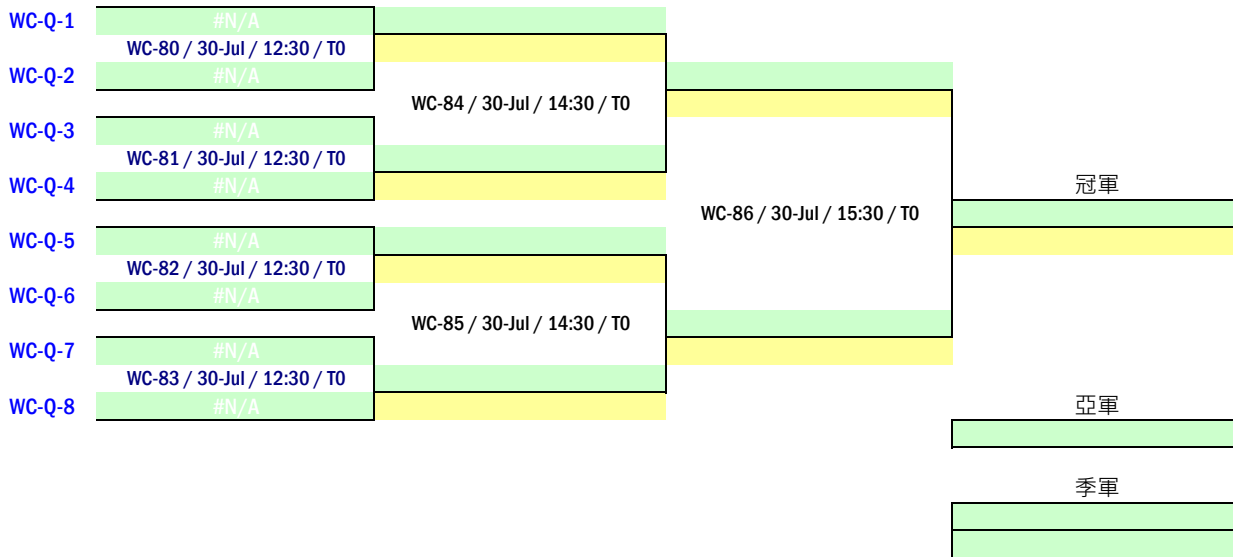 WC-Q-1 #N/A
WC-80 / 30-Jul / 12:30 / T0
WC-Q-2 #N/A
WC-84 / 30-Jul / 14:30 / T0
WC-Q-3 #N/A
WC-81 / 30-Jul / 12:30 / T0
WC-Q-4 #N/A
冠軍
WC-86 / 30-Jul / 15:30 / T0
WC-Q-5 #N/A
WC-82 / 30-Jul / 12:30 / T0
WC-Q-6 #N/A
WC-85 / 30-Jul / 14:30 / T0
WC-Q-7 #N/A
WC-83 / 30-Jul / 12:30 / T0
WC-Q-8 #N/A
亞軍
季軍